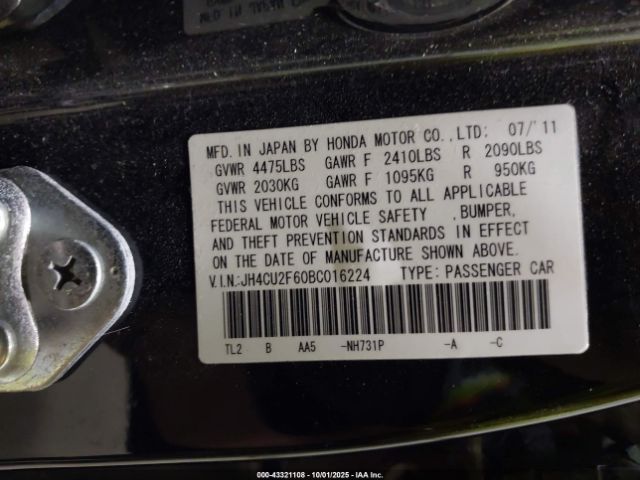 MFD. IN JAPAN BY HONDA MOTOR CO., LTD: 07/'11
GVWR 4475LBS GAWR F 2410LBS R 2090LBS
GVWR 2030KG GAWR F 1095KG R 950KG
THIS VEHICLE CONFORMS TO ALL APPLICABLE
FEDERAL MOTOR VEHICLE SAFETY , BUMPER,
AND THEFT PREVENTION STANDARDS IN EFFECT
ON THE DATE OF MANUFACTURE SHOWN ABOVE.
V.I.N:JH4CU2F60BC016224 TYPE: PASSENGER CAR
TL2 B AA5 -NH731P -A -C
000-43321108 | 10/01/2025 | IAA Inc.